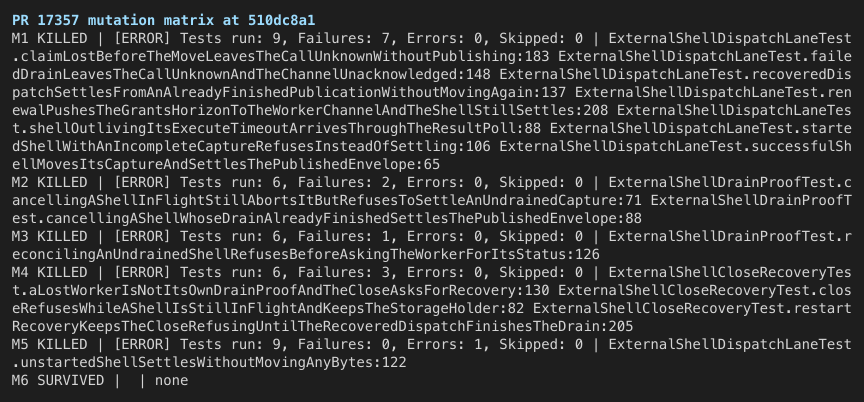 PR 17357 mutation matrix at 510dc8a1
M1 KILLED | [ERROR] Tests run: 9, Failures: 7, Errors: 0, Skipped: 0 | ExternalShellDispatchLaneTest
.claimLostBeforeTheMoveLeavesTheCallUnknownWithoutPublishing:183 ExternalShellDispatchLaneTest.faile
dDrainLeavesTheCallUnknownAndTheChannelUnacknowledged:148 ExternalShellDispatchLaneTest.recoveredDis
patchSettlesFromAnAlreadyFinishedPublicationWithoutMovingAgain:137 ExternalShellDispatchLaneTest.ren
ewalPushesTheGrantsHorizonToTheWorkerChannelAndTheShellStillSettles:208 ExternalShellDispatchLaneTes
t.shellOutlivingItsExecuteTimeoutArrivesThroughTheResultPoll:88 ExternalShellDispatchLaneTest.starte
dShellWithAnIncompleteCaptureRefusesInsteadOfSettling:106 ExternalShellDispatchLaneTest.successfulSh
ellMovesItsCaptureAndSettlesThePublishedEnvelope:65
M2 KILLED | [ERROR] Tests run: 6, Failures: 2, Errors: 0, Skipped: 0 | ExternalShellDrainProofTest.c
ancellingAShellInFlightStillAbortsItButRefusesToSettleAnUndrainedCapture:71 ExternalShellDrainProofT
est.cancellingAShellWhoseDrainAlreadyFinishedSettlesThePublishedEnvelope:88
M3 KILLED | [ERROR] Tests run: 6, Failures: 1, Errors: 0, Skipped: 0 | ExternalShellDrainProofTest.r
econcilingAnUndrainedShellRefusesBeforeAskingTheWorkerForItsStatus:126
M4 KILLED | [ERROR] Tests run: 6, Failures: 3, Errors: 0, Skipped: 0 | ExternalShellCloseRecoveryTes
t.aLostWorkerIsNotItsOwnDrainProofAndTheCloseAsksForRecovery:130 ExternalShellCloseRecoveryTest.clos
eRefusesWhileAShellIsStillInFlightAndKeepsTheStorageHolder:82 ExternalShellCloseRecoveryTest.restart
RecoveryKeepsTheCloseRefusingUntilTheRecoveredDispatchFinishesTheDrain:205
M5 KILLED | [ERROR] Tests run: 9, Failures: 0, Errors: 1, Skipped: 0 | ExternalShellDispatchLaneTest
.unstartedShellSettlesWithoutMovingAnyBytes:122
M6 SURVIVED |  | none